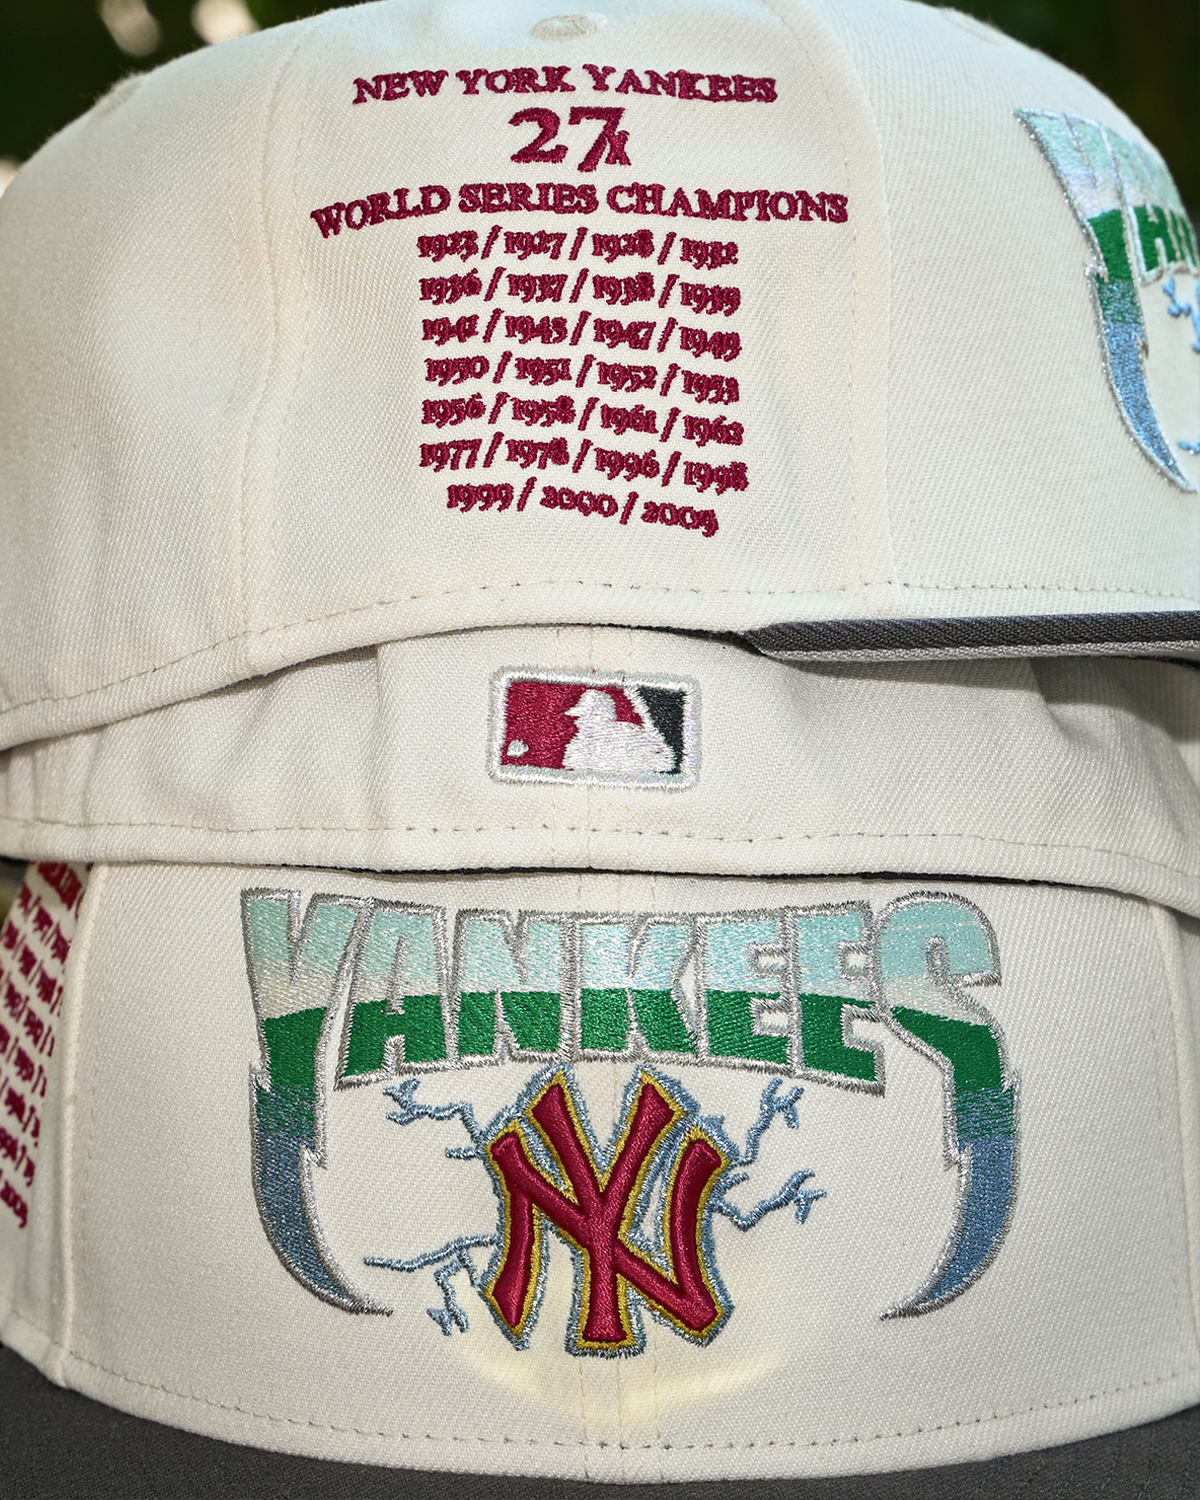 NEW YORK YANKEES
27x
WORLD SERIES CHAMPIONS
1923 / 1927 / 1928 / 1932
1936 / 1937 / 1938 / 1939
1941 / 1943 / 1947 / 1949
1950 / 1951 / 1952 / 1953
1956 / 1958 / 1961 / 1962
1977 / 1978 / 1996 / 1998
1999 / 2000 / 2009
YANKEES
NY